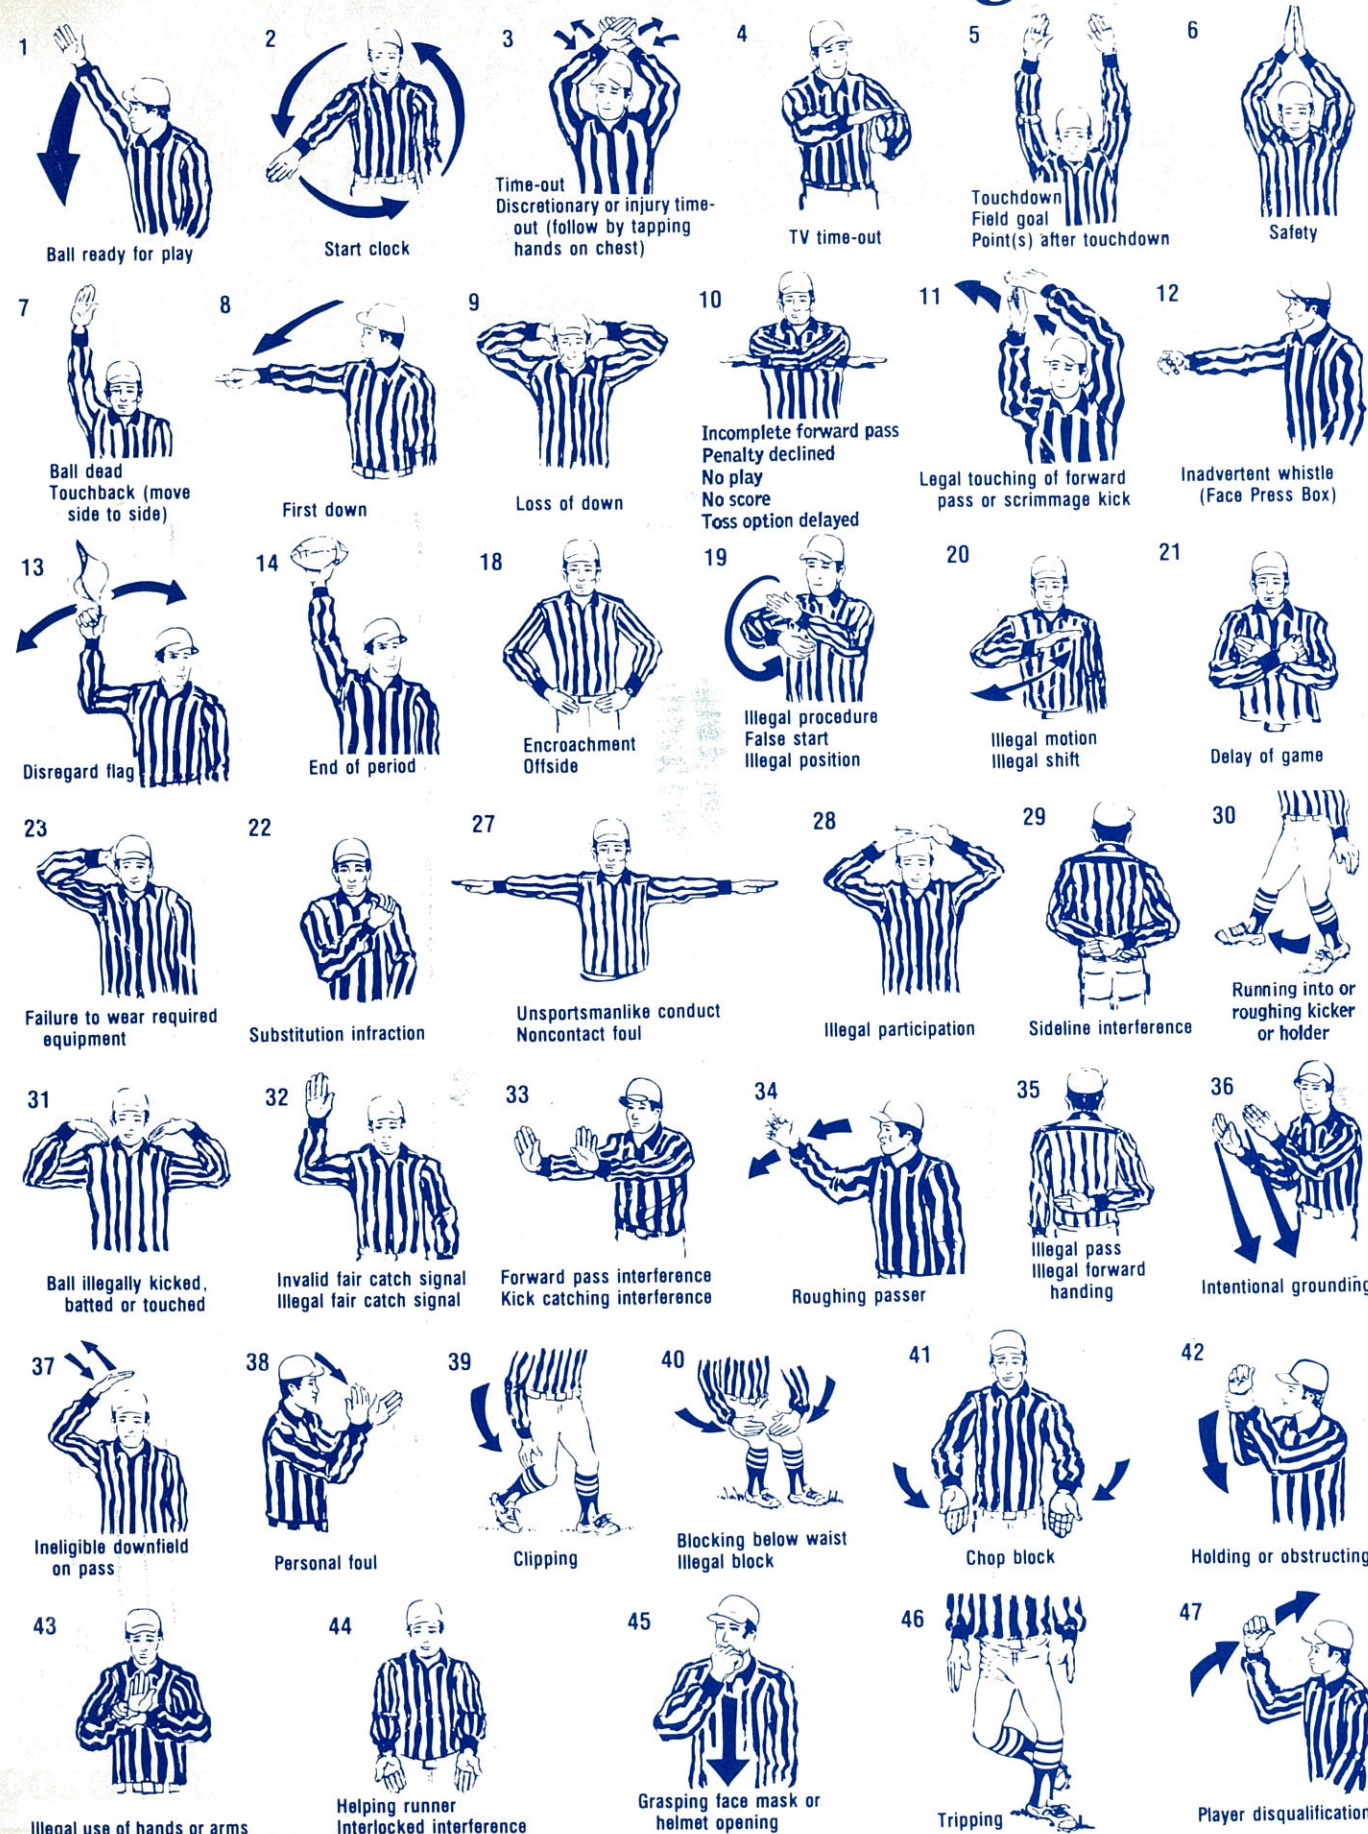 1
Ball ready for play
2
Start clock
3
Time-out
Discretionary or injury time-
out (follow by tapping
hands on chest)
4
TV time-out
5
Touchdown
Field goal
Point(s) after touchdown
6
Safety
7
Ball dead
Touchback (move
side to side)
8
First down
9
Loss of down
10
Incomplete forward pass
Penalty declined
No play
No score
Toss option delayed
11
Legal touching of forward
pass or scrimmage kick
12
Inadvertent whistle
(Face Press Box)
13
Disregard flag
14
End of period
18
Encroachment
Offside
19
Illegal procedure
False start
Illegal position
20
Illegal motion
Illegal shift
21
Delay of game
23
Failure to wear required
equipment
22
Substitution infraction
27
Unsportsmanlike conduct
Noncontact foul
28
Illegal participation
29
Sideline interference
30
Running into or
roughing kicker
or holder
31
Ball illegally kicked,
batted or touched
32
Invalid fair catch signal
Illegal fair catch signal
33
Forward pass interference
Kick catching interference
34
Roughing passer
35
Illegal pass
Illegal forward
handing
36
Intentional grounding
37
Ineligible downfield
on pass
38
Personal foul
39
Clipping
40
Blocking below waist
Illegal block
41
Chop block
42
Holding or obstructing
43
Illegal use of hands or arms
44
Helping runner
Interlocked interference
45
Grasping face mask or
helmet opening
46
Tripping
47
Player disqualification